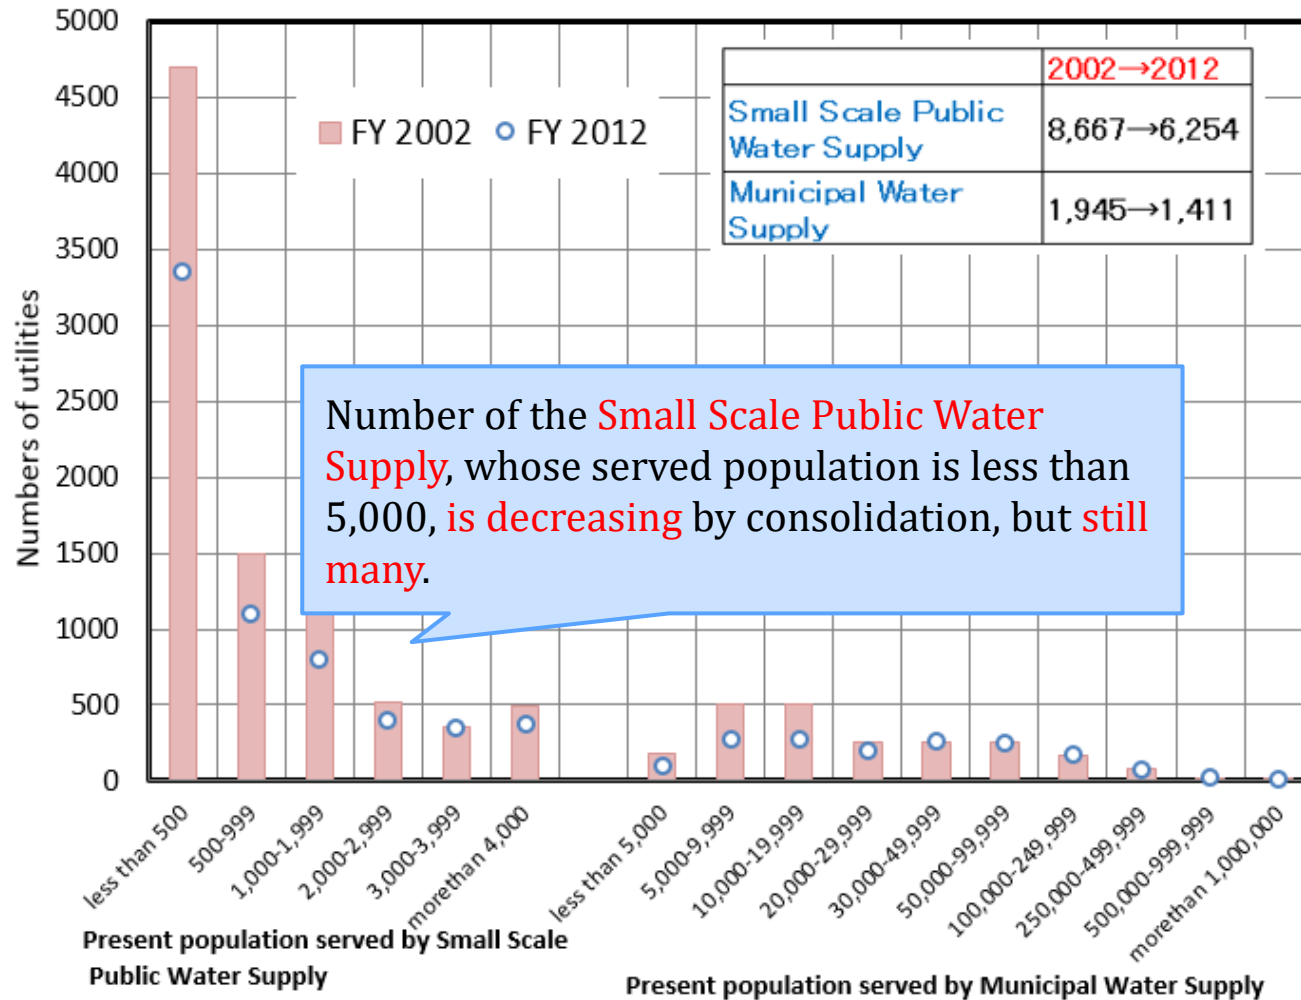 5000
4500
4000
3500
3000
2500
2000
1500
1000
500
0
Numbers of utilities
FY 2002
FY 2012
2002→2012
Small Scale Public
Water Supply
8,667→6,254
Municipal Water
Supply
1,945→1,411
Number of the Small Scale Public Water
Supply, whose served population is less than
5,000, is decreasing by consolidation, but still
many.
less than 500
500-999
1,000-1,999
2,000-2,999
3,000-3,999
morethan 4,000
less than 5,000
5,000-9,999
10,000-19,999
20,000-29,999
30,000-49,999
50,000-99,999
100,000-249,999
250,000-499,999
500,000-999,999
morethan 1,000,000
Present population served by Small Scale
Public Water Supply
Present population served by Municipal Water Supply